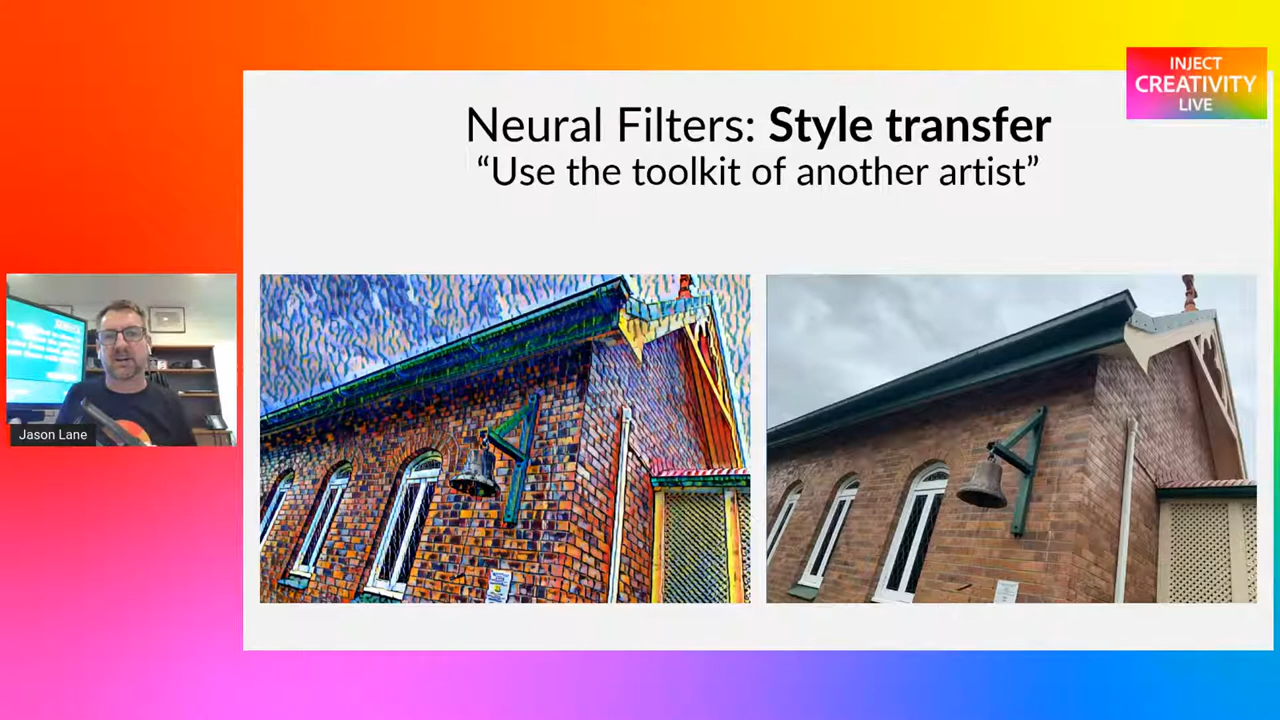 INJECT
CREATIVITY
LIVE
Neural Filters: Style transfer
“Use the toolkit of another artist”
Jason Lane